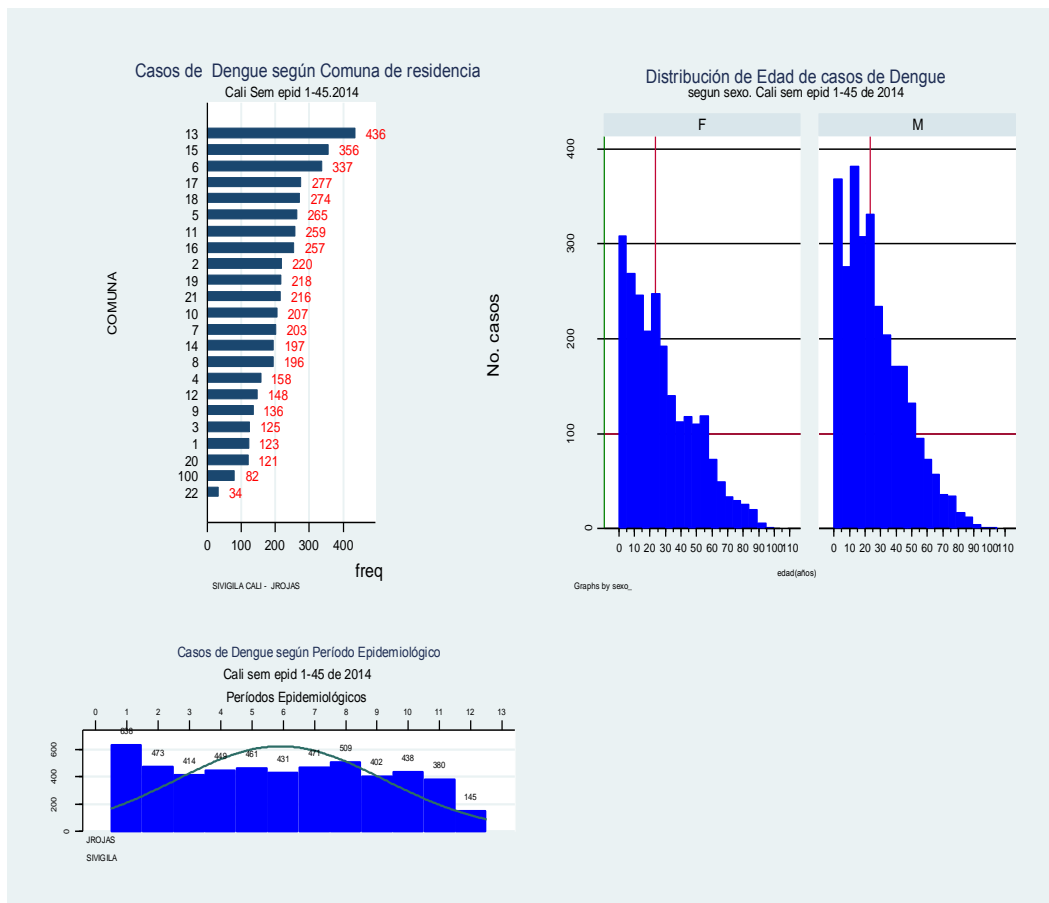 Casos de Dengue según Comuna de residencia
Cali Sem epid 1-45.2014
COMUNA
13 436
15 356
6 337
17 277
18 274
5 265
11 259
16 257
2 220
19 218
21 216
10 207
7 203
14 197
8 196
4 158
12 148
9 136
3 125
1 123
20 121
100 82
22 34
0 100 200 300 400
freq
SIVIGILA CALI - JROJAS
Distribución de Edad de casos de Dengue
segun sexo. Cali sem epid 1-45 de 2014
F M
No. casos
400
300
200
100
0
0 10 20 30 40 50 60 70 80 90 100 110 0 10 20 30 40 50 60 70 80 90 100 110
edad(años)
Graphs by sexo_
Casos de Dengue según Período Epidemiológico
Cali sem epid 1-45 de 2014
Períodos Epidemiológicos
0 1 2 3 4 5 6 7 8 9 10 11 12 13
473 414 449 461 431 471 509 402 438 380 145
600
400
200
0
JROJAS
SIVIGILA